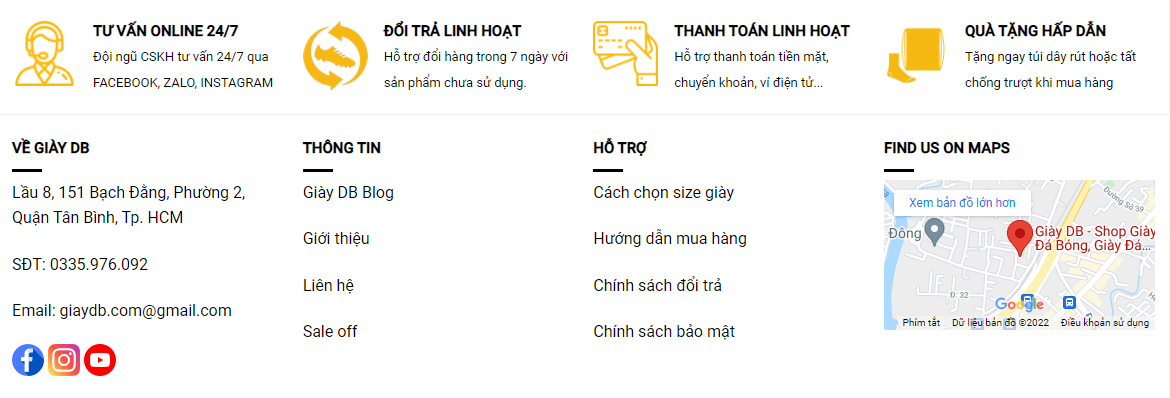 TƯ VẤN ONLINE 24/7
Đội ngũ CSKH tư vấn 24/7 qua
FACEBOOK, ZALO, INSTAGRAM
ĐỔI TRẢ LINH HOẠT
Hỗ trợ đổi hàng trong 7 ngày với
sản phẩm chưa sử dụng.
THANH TOÁN LINH HOẠT
Hỗ trợ thanh toán tiền mặt,
chuyển khoản, ví điện tử...
QUÀ TẶNG HẤP DẪN
Tặng ngay túi dây rút hoặc tất
chống trượt khi mua hàng
VỀ GIÀY DB
Lầu 8, 151 Bạch Đằng, Phường 2,
Quận Tân Bình, Tp. HCM
SĐT: 0335.976.092
Email: giaydb.com@gmail.com
THÔNG TIN
Giày DB Blog
Giới thiệu
Liên hệ
Sale off
HỖ TRỢ
Cách chọn size giày
Hướng dẫn mua hàng
Chính sách đổi trả
Chính sách bảo mật
FIND US ON MAPS
Xem bản đồ lớn hơn
Đường Số 39
Đông
Giày DB - Shop Giày
Đá Bóng, Giày Đá...
Đ. 32
Google
Phím tắt
Dữ liệu bản đồ ©2022
Điều khoản sử dụng